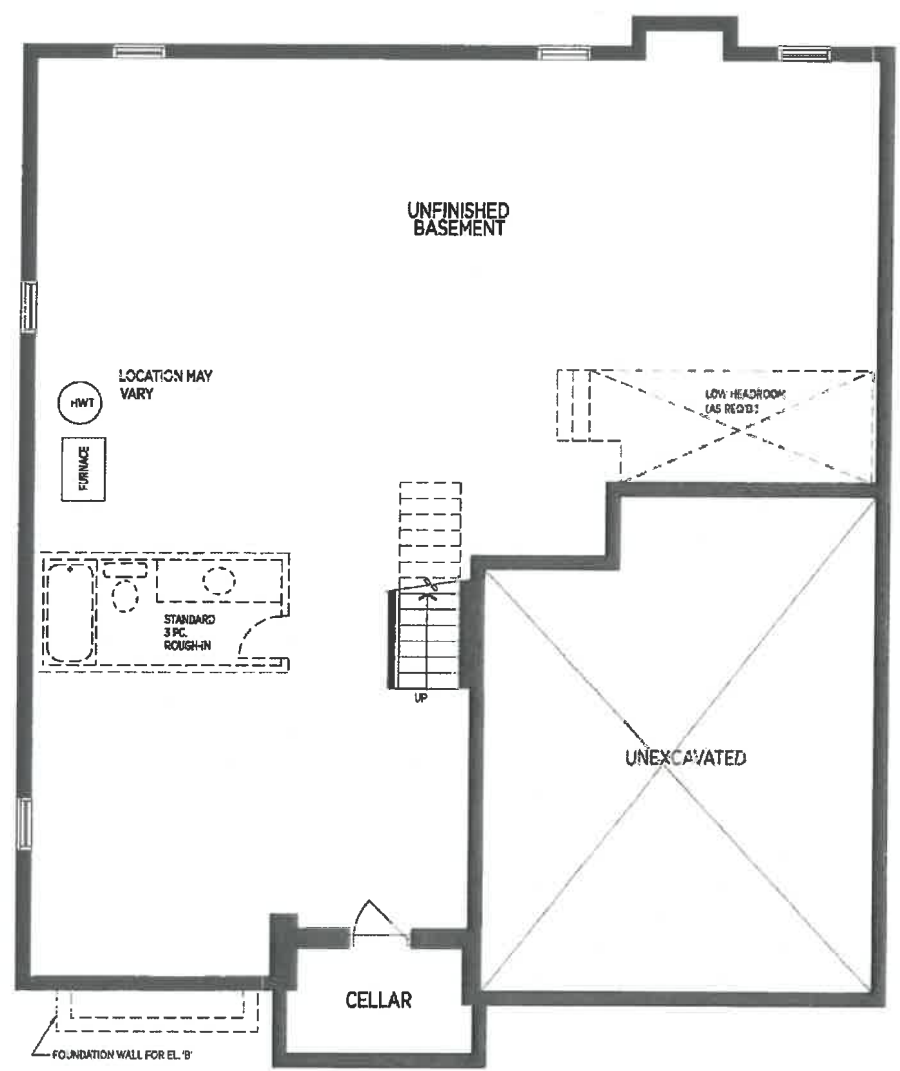 UNFINISHED
BASEMENT
LOCATION MAY
VARY
HWT
FURNACE
LOW HEADROOM
(AS REQ'D.)
STANDARD
3 PC.
ROUGH-IN
UP
UNEXCAVATED
CELLAR
FOUNDATION WALL FOR EL. 'B'